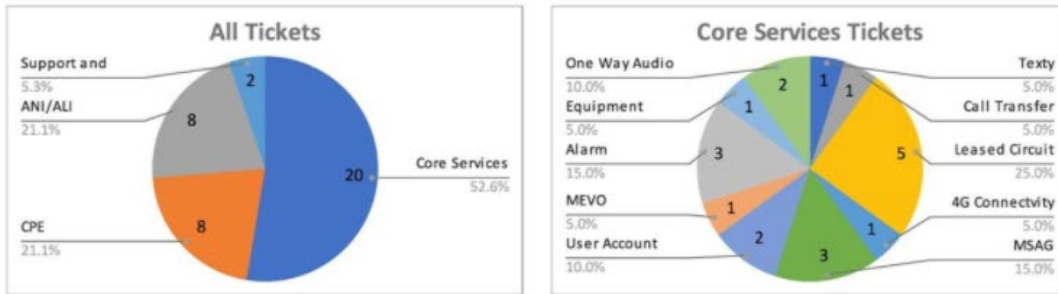 All Tickets
Support and
5.3%
2
ANI/ALI
21.1%
8
20
Core Services
52.6%
CPE
21.1%
8
Core Services Tickets
One Way Audio
10.0%
2
1
Texty
5.0%
Equipment
5.0%
1
1
Call Transfer
5.0%
Alarm
15.0%
3
5
Leased Circuit
25.0%
MEVO
5.0%
1
1
4G Connectvity
5.0%
User Account
10.0%
2
3
MSAG
15.0%